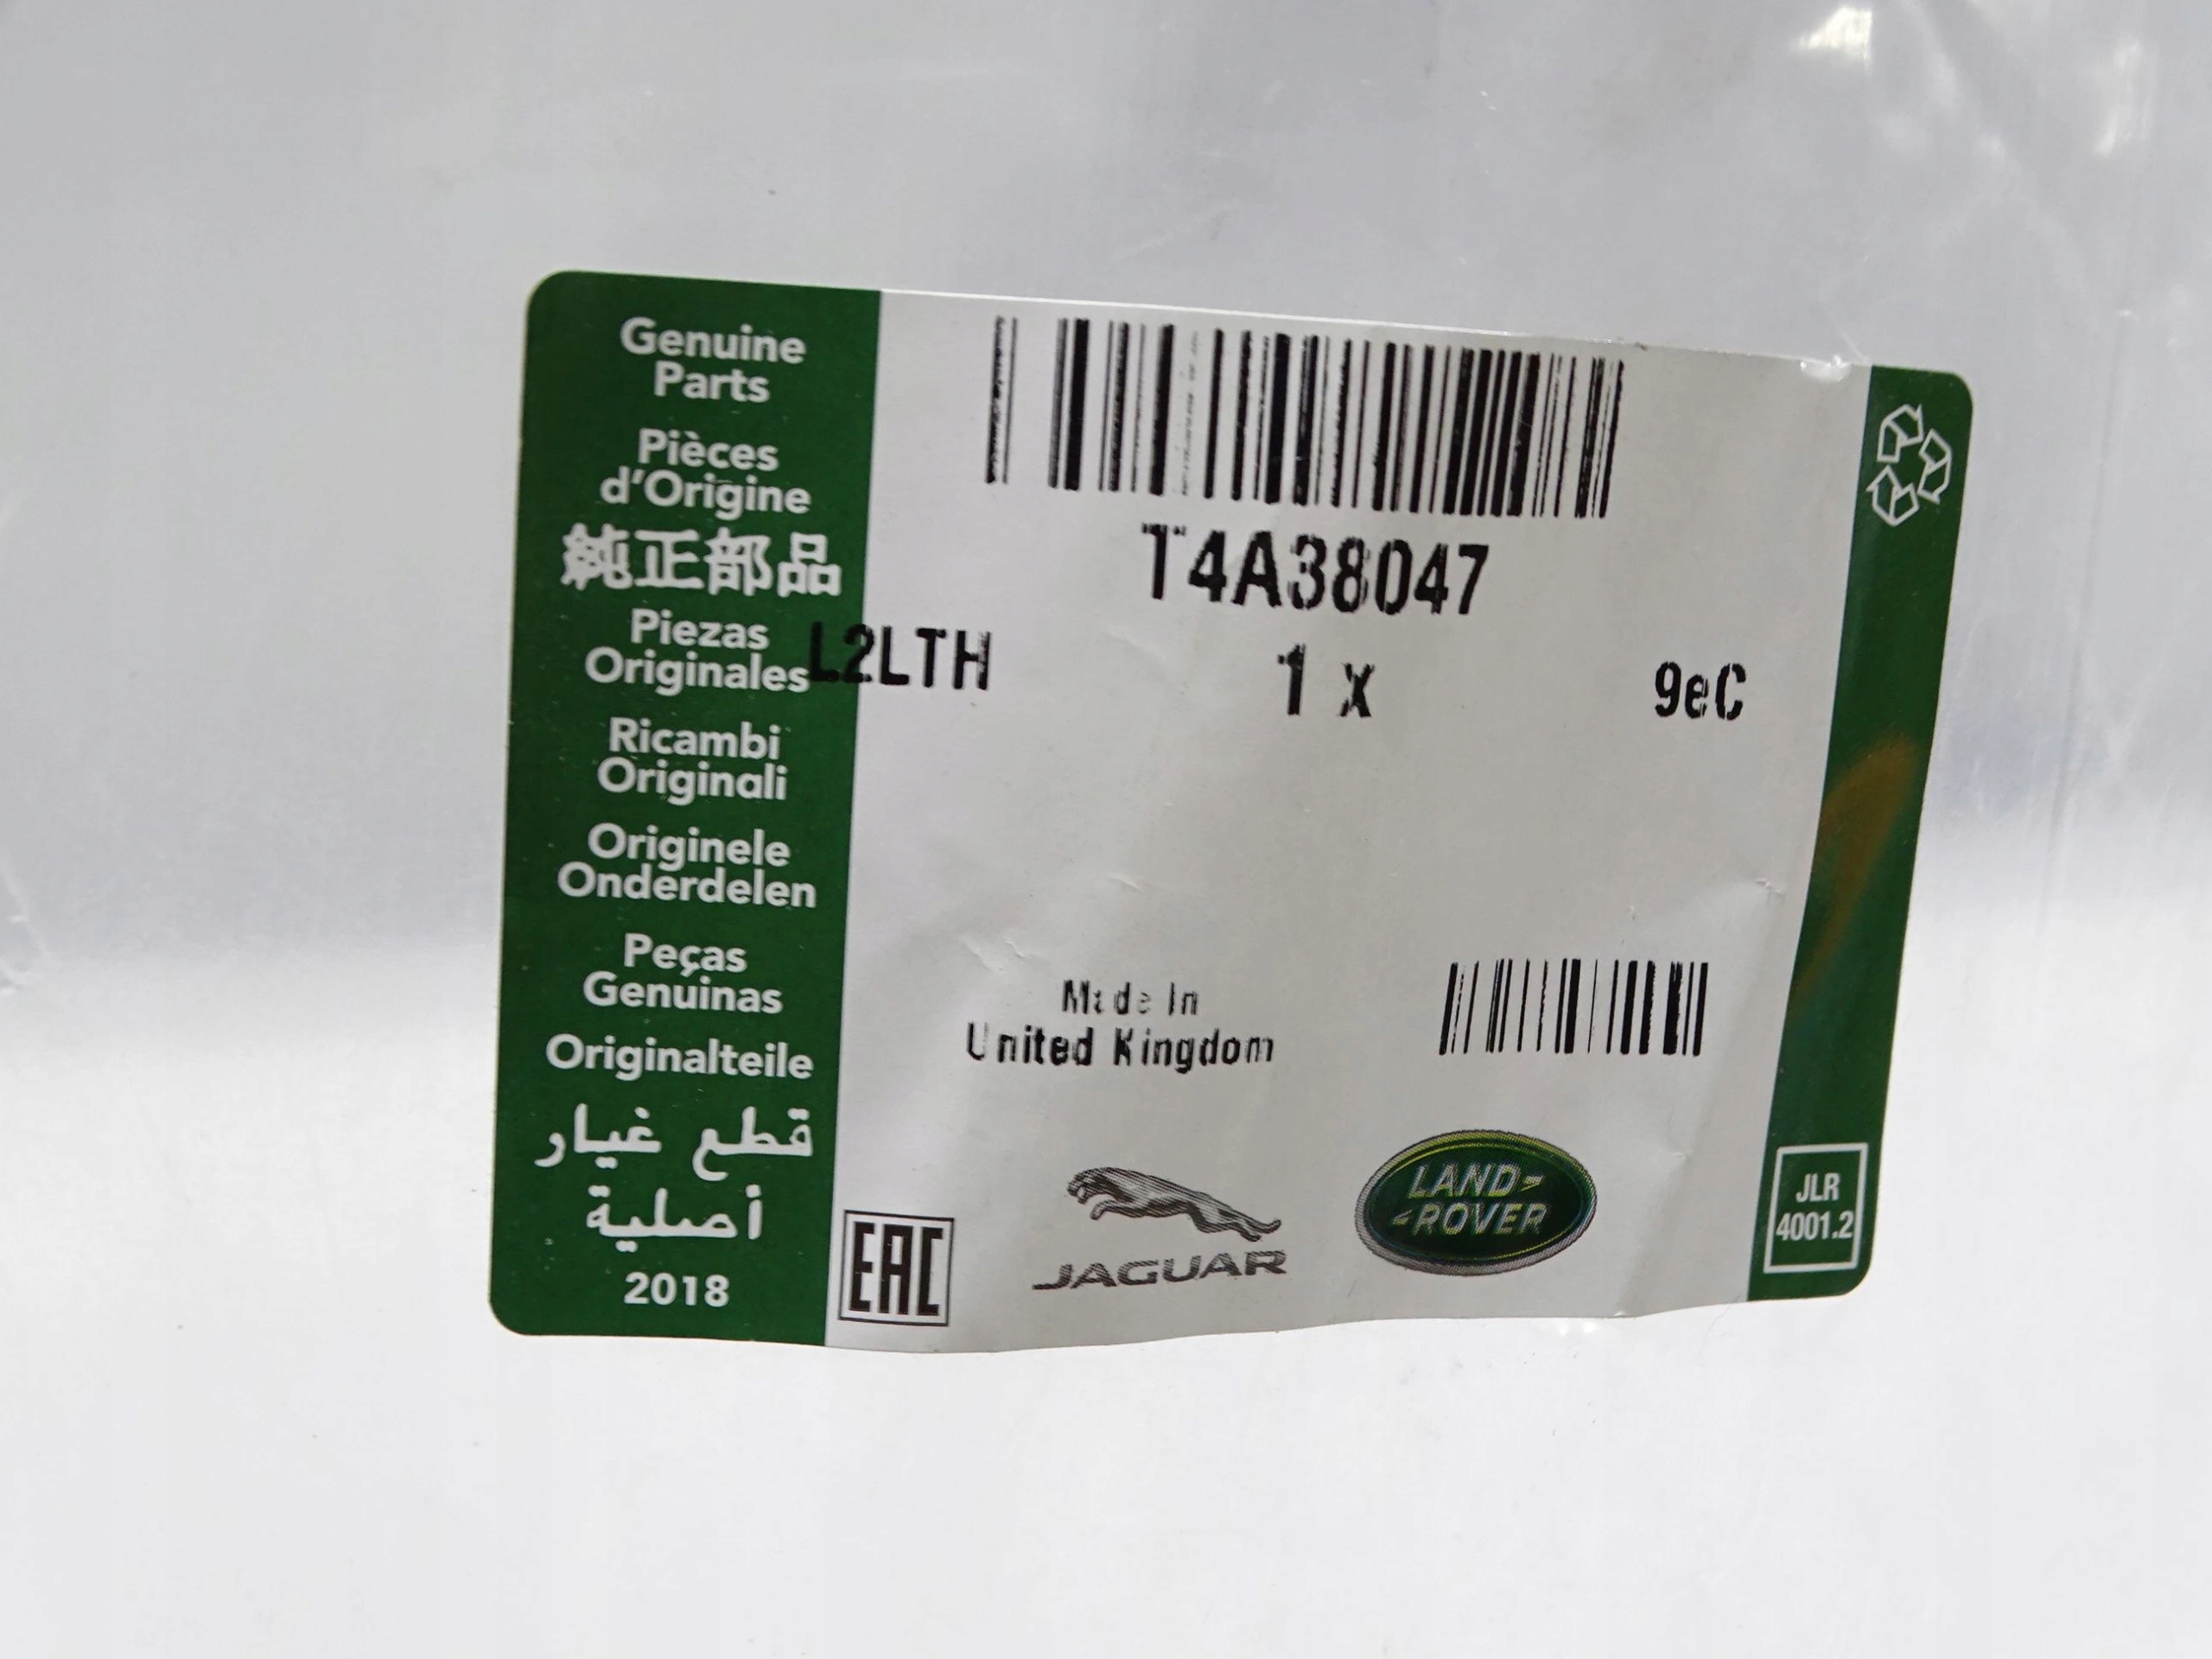 Genuine
Parts
Pièces
d'Origine
純正部品
Piezas
Originales
Ricambi
Originali
Originele
Onderdelen
Peças
Genuinas
Originalteile
قطع غيار
أصلية
2018
T4A38047
L2LTH 1 x 9eC
Made In
United Kingdom
EAC
JAGUAR
LAND-
-ROVER
JLR
4001.2